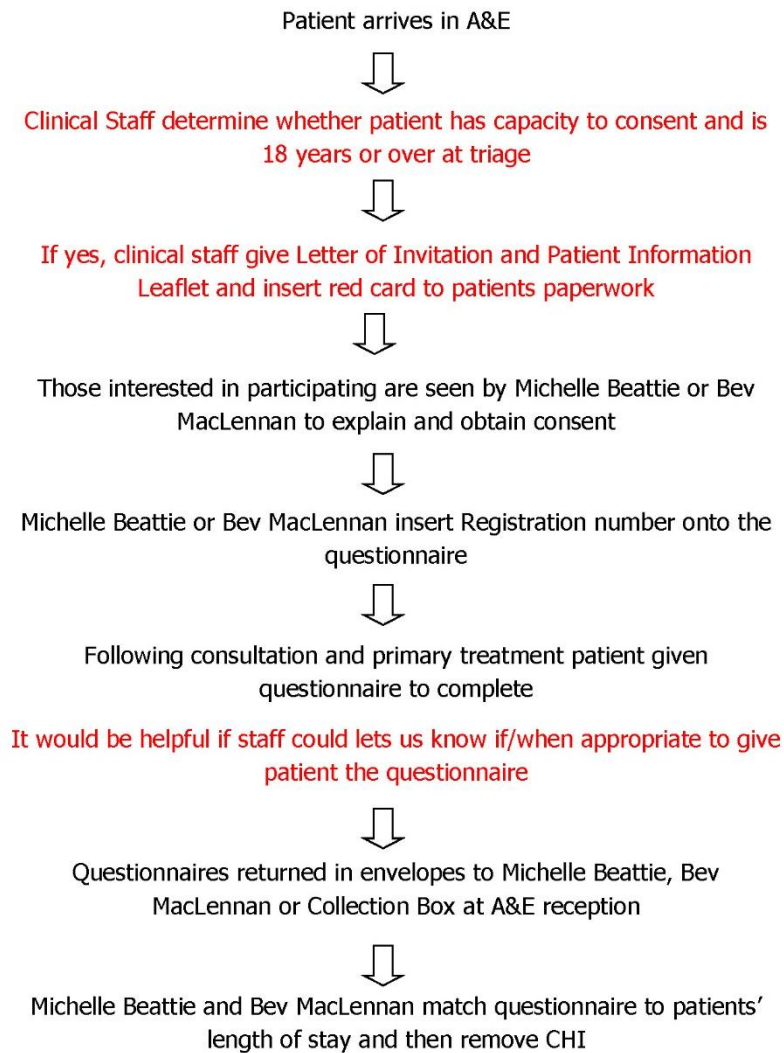 Patient arrives in A&E
Clinical Staff determine whether patient has capacity to consent and is
18 years or over at triage
If yes, clinical staff give Letter of Invitation and Patient Information
Leaflet and insert red card to patients paperwork
Those interested in participating are seen by Michelle Beattie or Bev
MacLennan to explain and obtain consent
Michelle Beattie or Bev MacLennan insert Registration number onto the
questionnaire
Following consultation and primary treatment patient given
questionnaire to complete
It would be helpful if staff could lets us know if/when appropriate to give
patient the questionnaire
Questionnaires returned in envelopes to Michelle Beattie, Bev
MacLennan or Collection Box at A&E reception
Michelle Beattie and Bev MacLennan match questionnaire to patients’
length of stay and then remove CHI